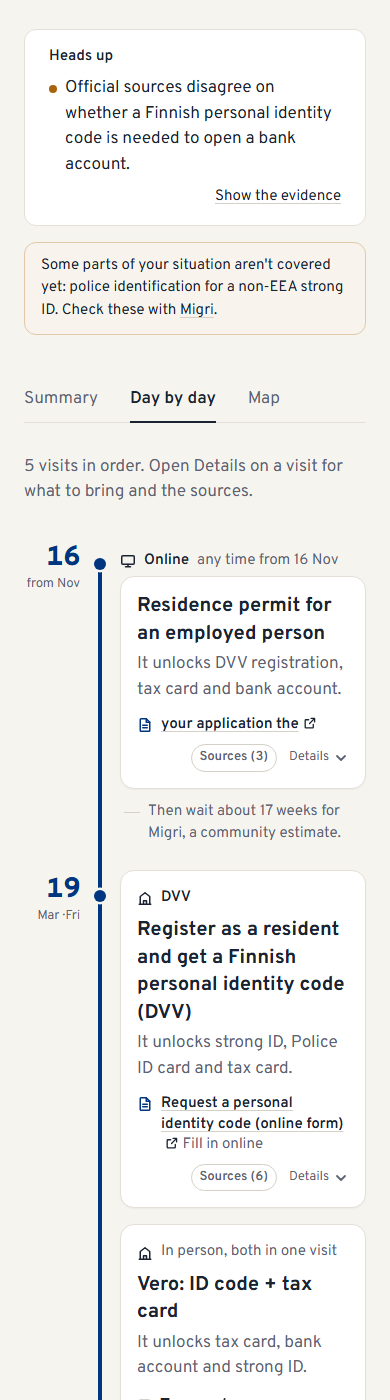 Heads up
Official sources disagree on
whether a Finnish personal identity
code is needed to open a bank
account.
Show the evidence
Some parts of your situation aren't covered
yet: police identification for a non-EEA strong
ID. Check these with Migri.
Summary Day by day Map
5 visits in order. Open Details on a visit for
what to bring and the sources.
16
from Nov
Online any time from 16 Nov
Residence permit for
an employed person
It unlocks DVV registration,
tax card and bank account.
your application the
Sources (3) Details
Then wait about 17 weeks for
Migri, a community estimate.
19
Mar ·Fri
DVV
Register as a resident
and get a Finnish
personal identity code
(DVV)
It unlocks strong ID, Police
ID card and tax card.
Request a personal
identity code (online form)
Fill in online
Sources (6) Details
In person, both in one visit
Vero: ID code + tax
card
It unlocks tax card, bank
account and strong ID.